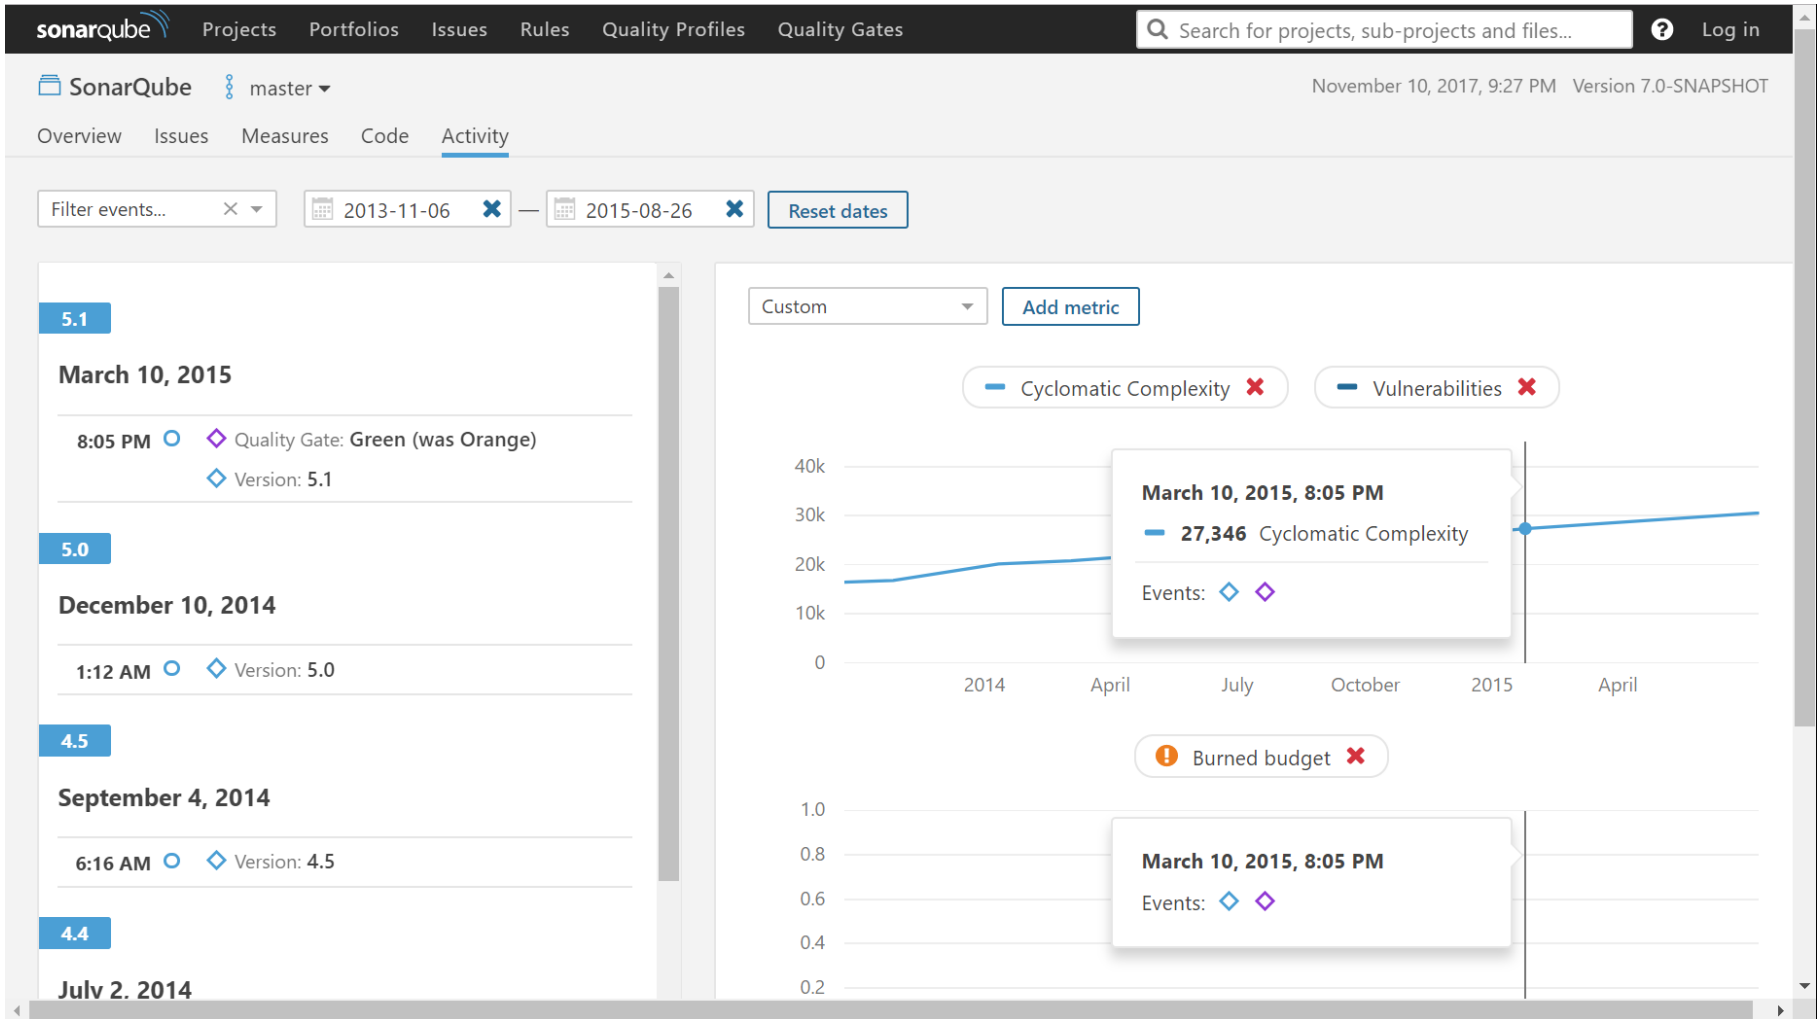 sonarqube Projects Portfolios Issues Rules Quality Profiles Quality Gates Search for projects, sub-projects and files... Log in
SonarQube master November 10, 2017, 9:27 PM Version 7.0-SNAPSHOT
Overview Issues Measures Code Activity
Filter events... 2013-11-06 — 2015-08-26 Reset dates
5.1
March 10, 2015
8:05 PM Quality Gate: Green (was Orange)
Version: 5.1
5.0
December 10, 2014
1:12 AM Version: 5.0
4.5
September 4, 2014
6:16 AM Version: 4.5
4.4
July 2, 2014
Custom Add metric
Cyclomatic Complexity Vulnerabilities
40k
30k
20k
10k
0
March 10, 2015, 8:05 PM
27,346 Cyclomatic Complexity
Events:
2014 April July October 2015 April
Burned budget
1.0
0.8
0.6
0.4
0.2
March 10, 2015, 8:05 PM
Events: